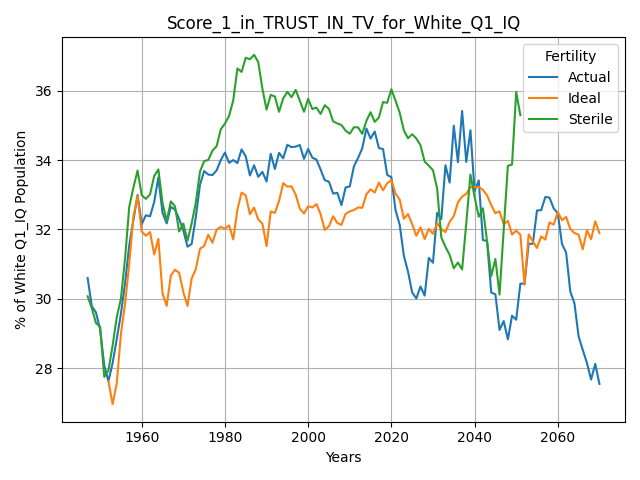 Score_1_in_TRUST_IN_TV_for_White_Q1_IQ
Fertility
Actual
Ideal
Sterile
% of White Q1_IQ Population
36
34
32
30
28
1960
1980
2000
2020
2040
2060
Years